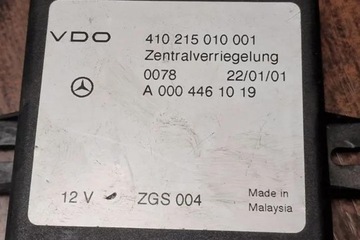 VDO 410 215 010 001
Zentralverriegelung
0078 22/01/01
A 000 446 10 19
12 V ZGS 004 Made in
Malaysia